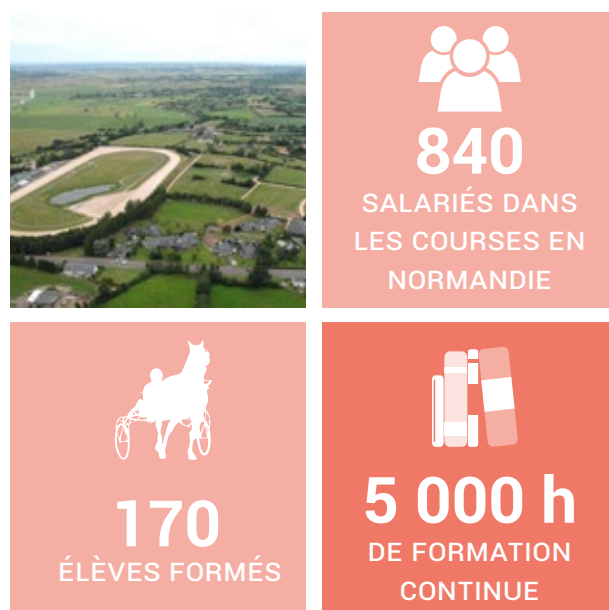 840
SALARIÉS DANS
LES COURSES EN
NORMANDIE
170
ÉLÈVES FORMÉS
5 000 h
DE FORMATION
CONTINUE